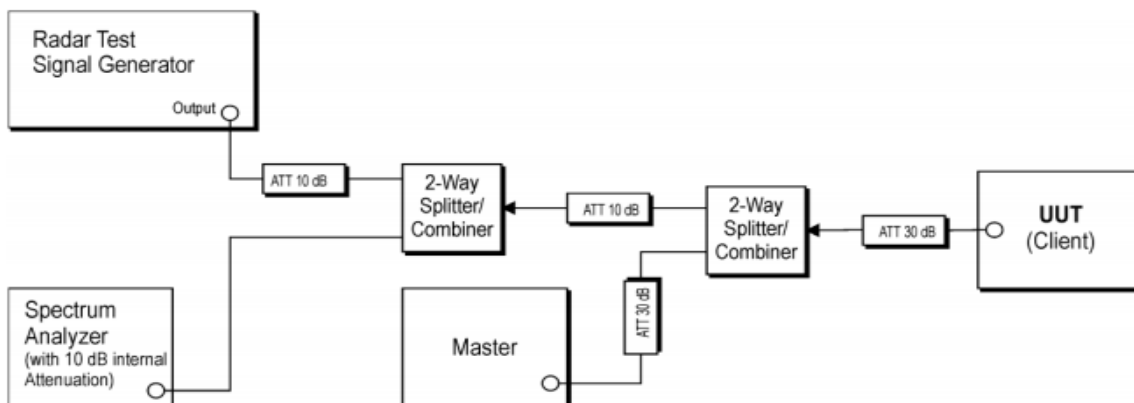 Radar Test
Signal Generator
Output
ATT 10 dB
2-Way
Splitter/
Combiner
ATT 10 dB
2-Way
Splitter/
Combiner
ATT 30 dB
UUT
(Client)
ATT 30 dB
Spectrum
Analyzer
(with 10 dB internal
Attenuation)
Master